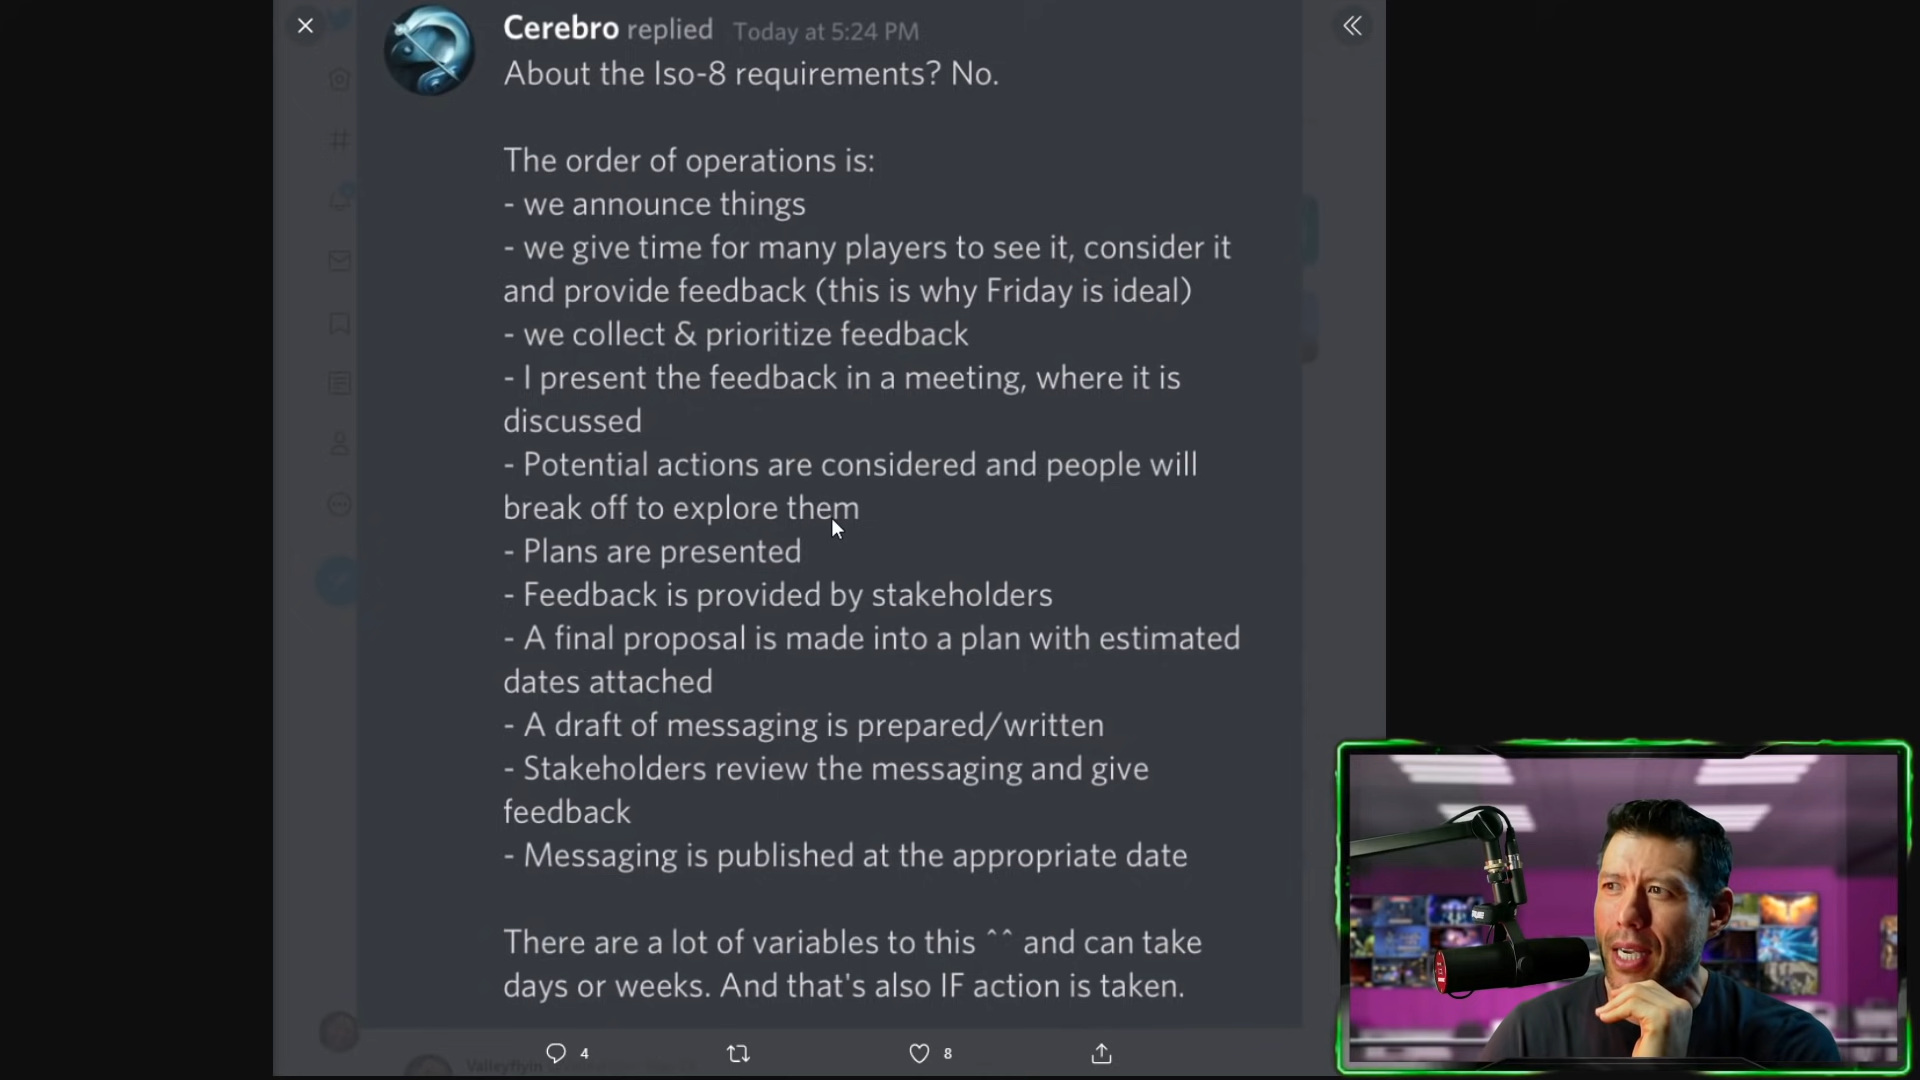 Cerebro replied Today at 5:24 PM
About the Iso-8 requirements? No.
The order of operations is:
- we announce things
- we give time for many players to see it, consider it
and provide feedback (this is why Friday is ideal)
- we collect & prioritize feedback
- I present the feedback in a meeting, where it is
discussed
- Potential actions are considered and people will
break off to explore them
- Plans are presented
- Feedback is provided by stakeholders
- A final proposal is made into a plan with estimated
dates attached
- A draft of messaging is prepared/written
- Stakeholders review the messaging and give
feedback
- Messaging is published at the appropriate date
There are a lot of variables to this ^^ and can take
days or weeks. And that's also IF action is taken.
4
8
Valleyflyin